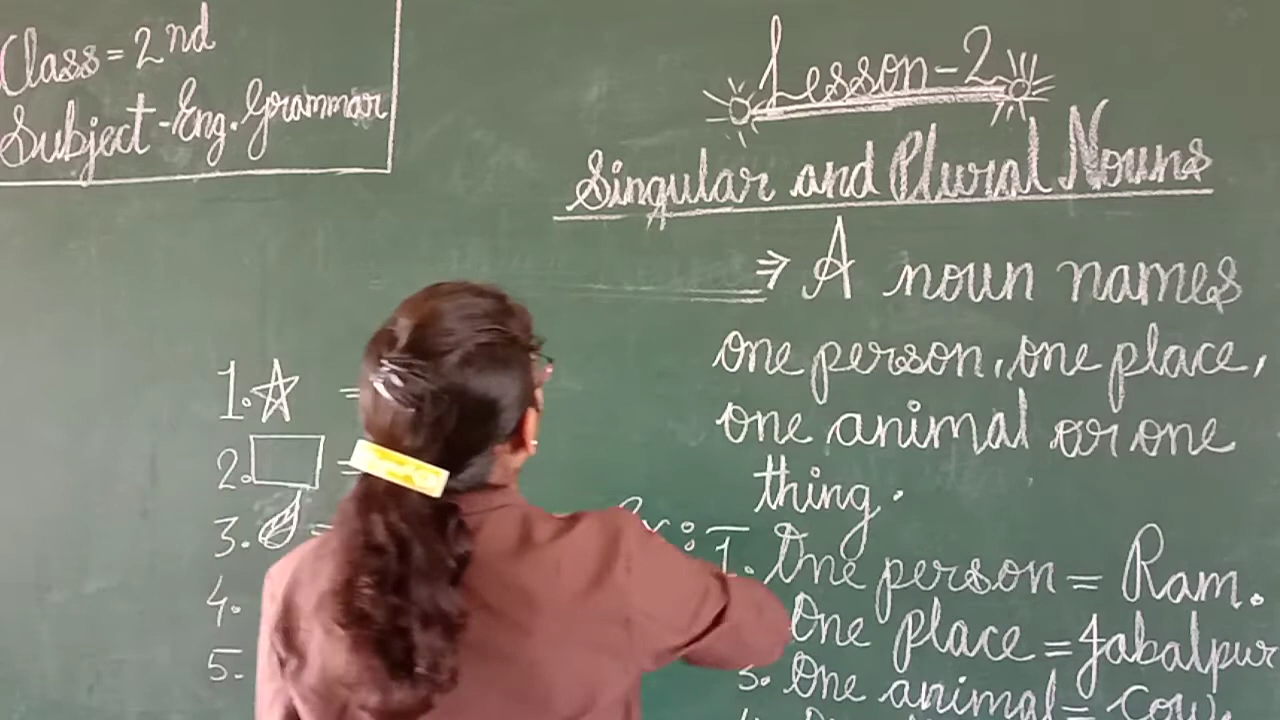 Class = 2nd
Subject - Eng. Grammar
Lesson-2
Singular and Plural Nouns
⇒ A noun names
one person, one place,
one animal or one
thing.
Ex:-
1. One person = Ram.
One place = Jabalpur
3. One animal = Cow.
1. =
2. =
3. =
4.
5.